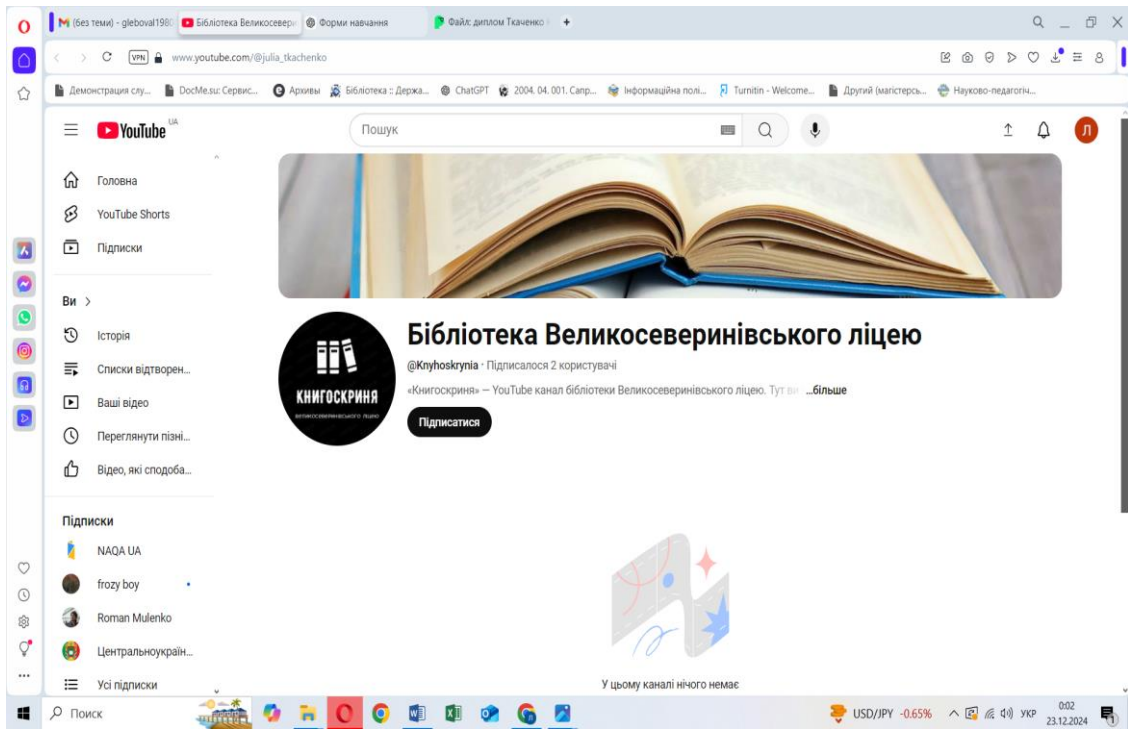 (без теми) - gleboval1980
Бібліотека Великосевери
Форми навчання
Файл: диплом Ткаченко
VPN
www.youtube.com/@julia_tkachenko
Демонстрация слу...
DocMe.su: Сервис...
Архивы
Бібліотека :: Держа...
ChatGPT
2004. 04. 001. Сапр...
Інформаційна полі...
Turnitin - Welcome...
Другий (магістерсь...
Науково-педагогіч...
YouTube UA
Пошук
Л
Головна
YouTube Shorts
Підписки
Ви
Історія
Списки відтворен...
Ваші відео
Переглянути пізні...
Відео, які сподоба...
Підписки
NAQA UA
frozy boy
Roman Mulenko
Центральноукраїн...
Усі підписки
КНИГОСКРИНЯ
ВЕЛИКОСЕВЕРИНІВСЬКОГО ЛІЦЕЮ
Бібліотека Великосеверинівського ліцею
@Knyhoskrynia · Підписалося 2 користувачі
«Книгоскриня» – YouTube канал бібліотеки Великосеверинівського ліцею. Тут ...більше
Підписатися
У цьому каналі нічого немає
Поиск
USD/JPY -0.65%
УКР
0:02
23.12.2024